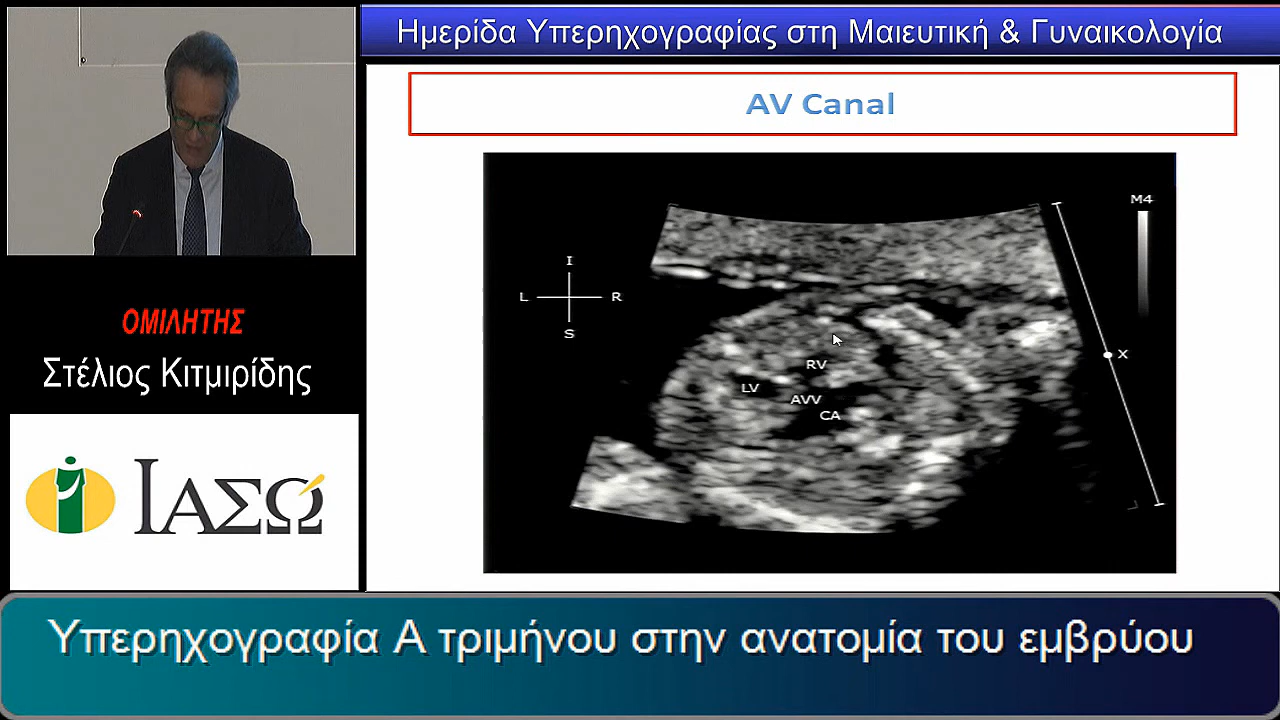 Ημερίδα Υπερηχογραφίας στη Μαιευτική & Γυναικολογία
AV Canal
M4
I
L R
S
X
RV
LV
AVV
CA
ΟΜΙΛΗΤΗΣ
Στέλιος Κιτμιρίδης
ΙΑΣΩ
Υπερηχογραφία Α τριμήνου στην ανατομία του εμβρύου